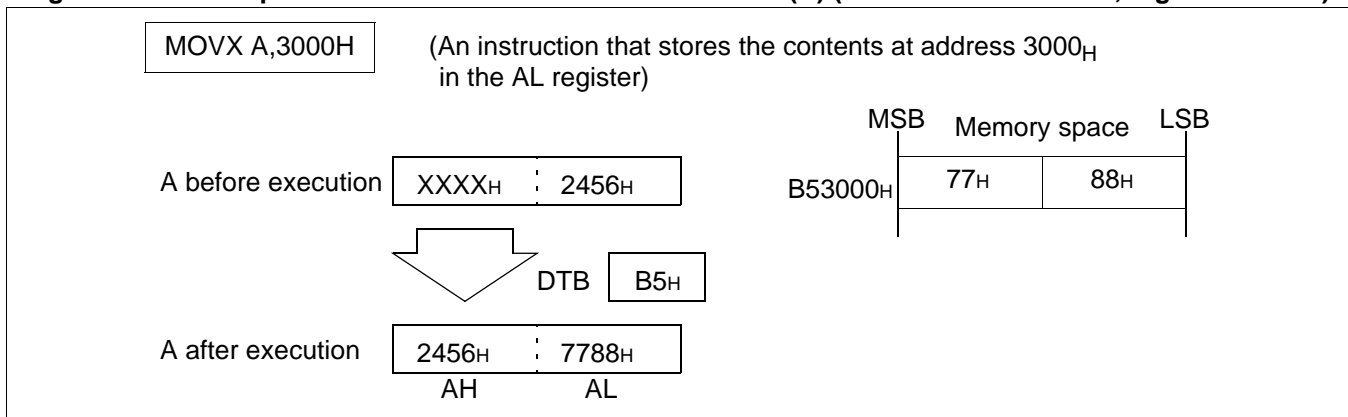 MOVX A,3000H
(An instruction that stores the contents at address 3000H
in the AL register)
MSB Memory space LSB
A before execution XXXXH 2456H
B53000H 77H 88H
DTB B5H
A after execution 2456H 7788H
AH AL